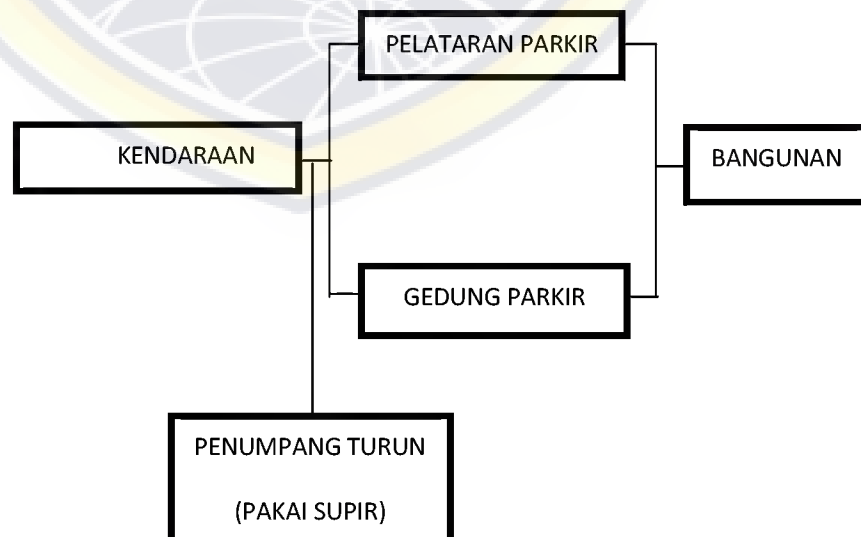 PELATARAN PARKIR
KENDARAAN
BANGUNAN
GEDUNG PARKIR
PENUMPANG TURUN
(PAKAI SUPIR)